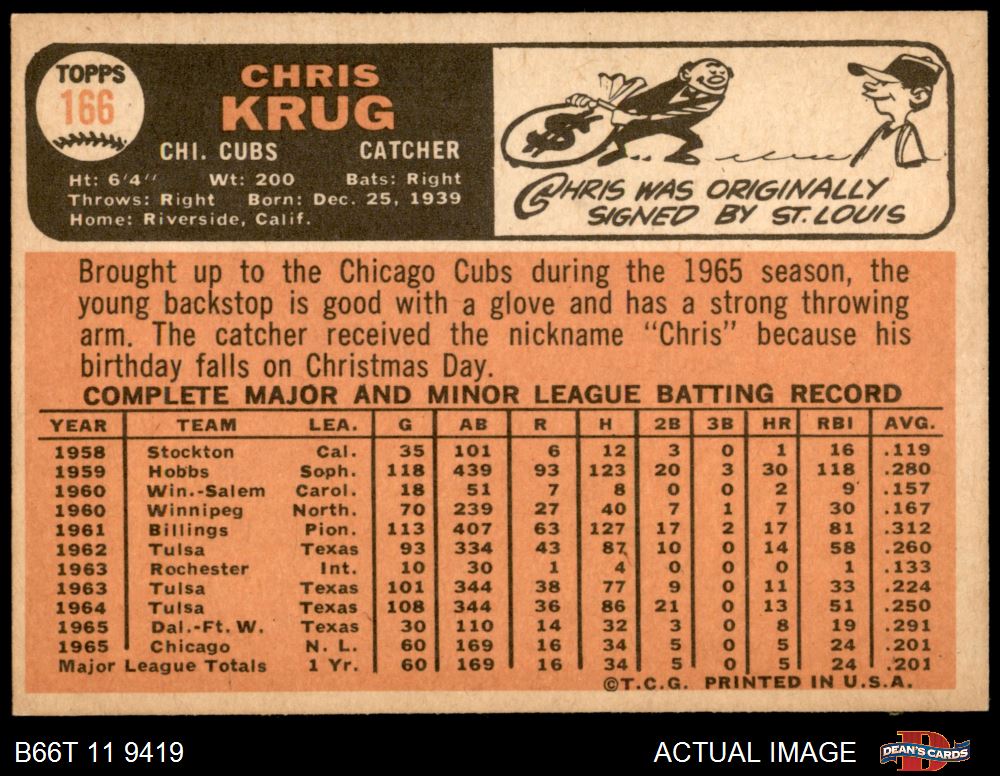 TOPPS
166
CHRIS
KRUG
CHI. CUBS CATCHER
Ht: 6'4" Wt: 200 Bats: Right
Throws: Right Born: Dec. 25, 1939
Home: Riverside, Calif.
$
CHRIS WAS ORIGINALLY
SIGNED BY ST. LOUIS
Brought up to the Chicago Cubs during the 1965 season, the
young backstop is good with a glove and has a strong throwing
arm. The catcher received the nickname "Chris" because his
birthday falls on Christmas Day.
COMPLETE MAJOR AND MINOR LEAGUE BATTING RECORD
YEAR TEAM LEA. G AB R H 2B 3B HR RBI AVG.
1958 Stockton Cal. 35 101 6 12 3 0 1 16 .119
1959 Hobbs Soph. 118 439 93 123 20 3 30 118 .280
1960 Win.-Salem Carol. 18 51 7 8 0 0 2 9 .157
1960 Winnipeg North. 70 239 27 40 7 1 7 30 .167
1961 Billings Pion. 113 407 63 127 17 2 17 81 .312
1962 Tulsa Texas 93 334 43 87 10 0 14 58 .260
1963 Rochester Int. 10 30 1 4 0 0 0 1 .133
1963 Tulsa Texas 101 344 38 77 9 0 11 33 .224
1964 Tulsa Texas 108 344 36 86 21 0 13 51 .250
1965 Dal.-Ft. W. Texas 30 110 14 32 3 0 8 19 .291
1965 Chicago N. L. 60 169 16 34 5 0 5 24 .201
Major League Totals 1 Yr. 60 169 16 34 5 0 5 24 .201
©T.C.G. PRINTED IN U.S.A.
B66T 11 9419 ACTUAL IMAGE
D
DEAN'S CARDS